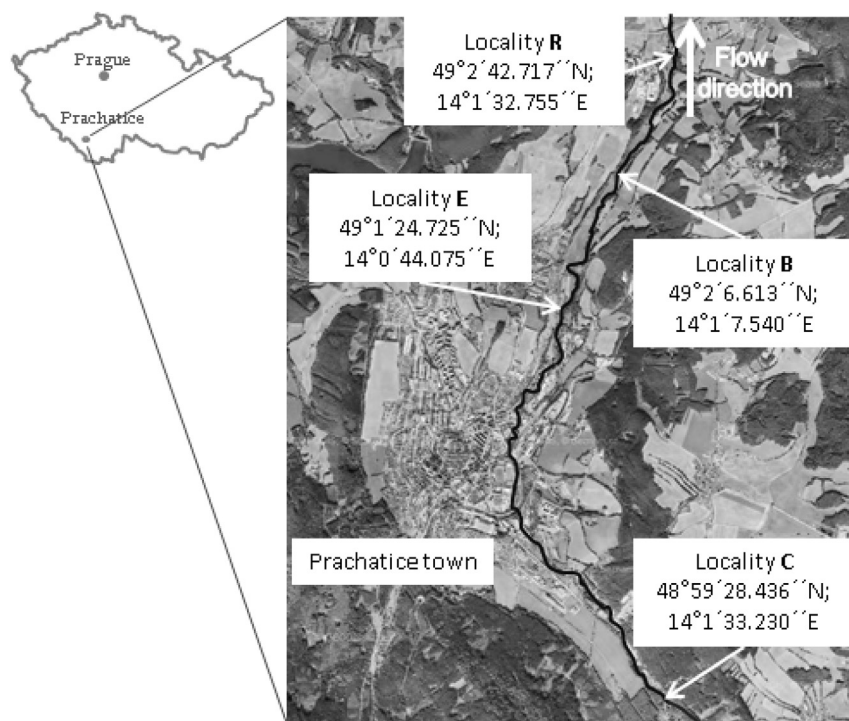 Prague
Prachatice
Locality R
49°2´42.717´´N;
14°1´32.755´´E
Flow
direction
Locality E
49°1´24.725´´N;
14°0´44.075´´E
Locality B
49°2´6.613´´N;
14°1´7.540´´E
Prachatice town
Locality C
48°59´28.436´´N;
14°1´33.230´´E